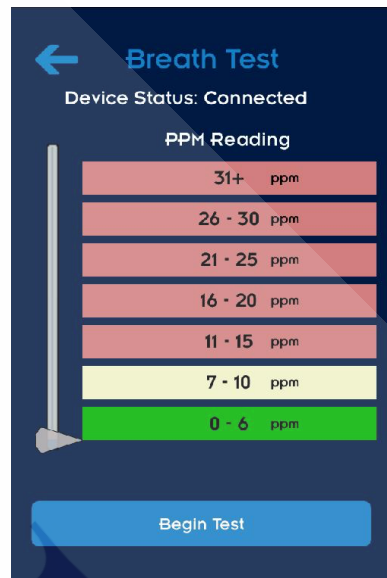 Breath Test
Device Status: Connected
PPM Reading
31+ ppm
26 - 30 ppm
21 - 25 ppm
16 - 20 ppm
11 - 15 ppm
7 - 10 ppm
0 - 6 ppm
Begin Test